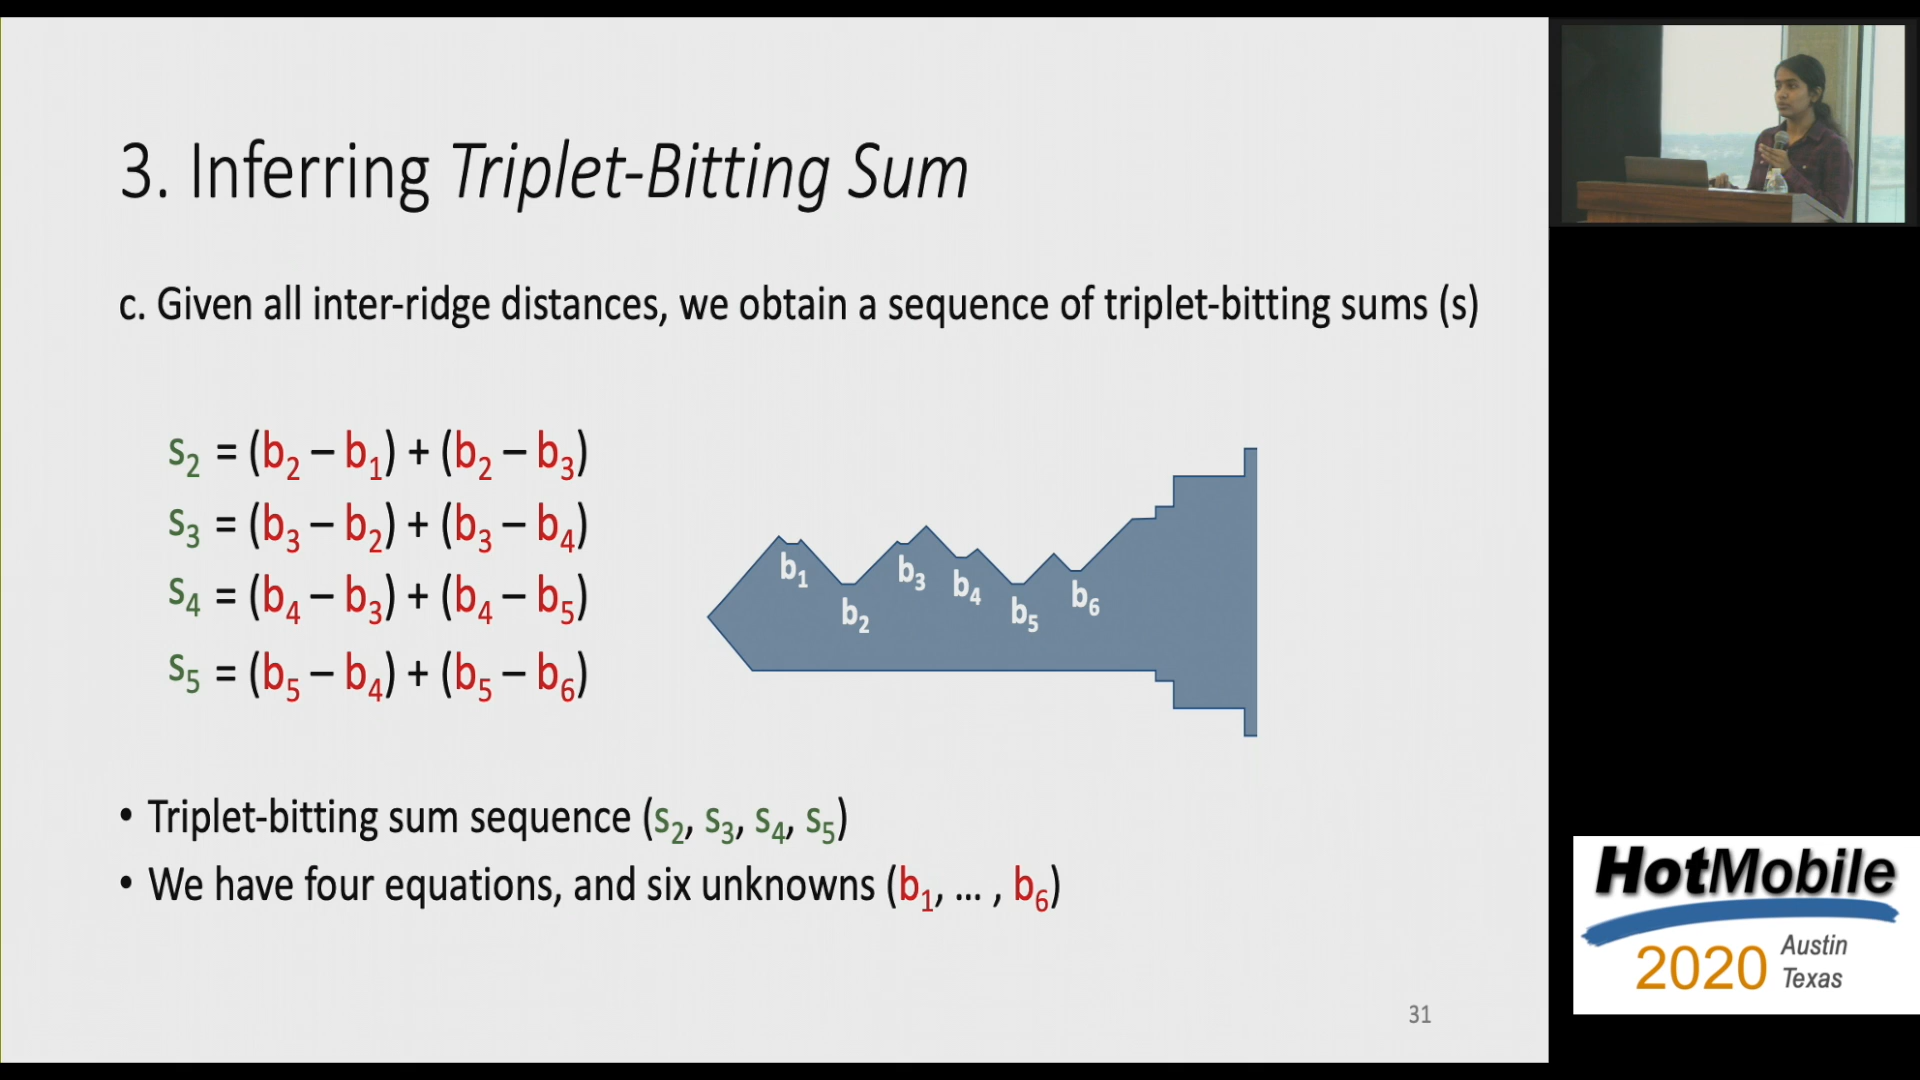 3. Inferring Triplet-Bitting Sum
c. Given all inter-ridge distances, we obtain a sequence of triplet-bitting sums (s)
s₂ = (b₂ – b₁) + (b₂ – b₃)
s₃ = (b₃ – b₂) + (b₃ – b₄)
s₄ = (b₄ – b₃) + (b₄ – b₅)
s₅ = (b₅ – b₄) + (b₅ – b₆)
b₁
b₂
b₃
b₄
b₅
b₆
• Triplet-bitting sum sequence (s₂, s₃, s₄, s₅)
• We have four equations, and six unknowns (b₁, ... , b₆)
31
HotMobile
2020 Austin
Texas